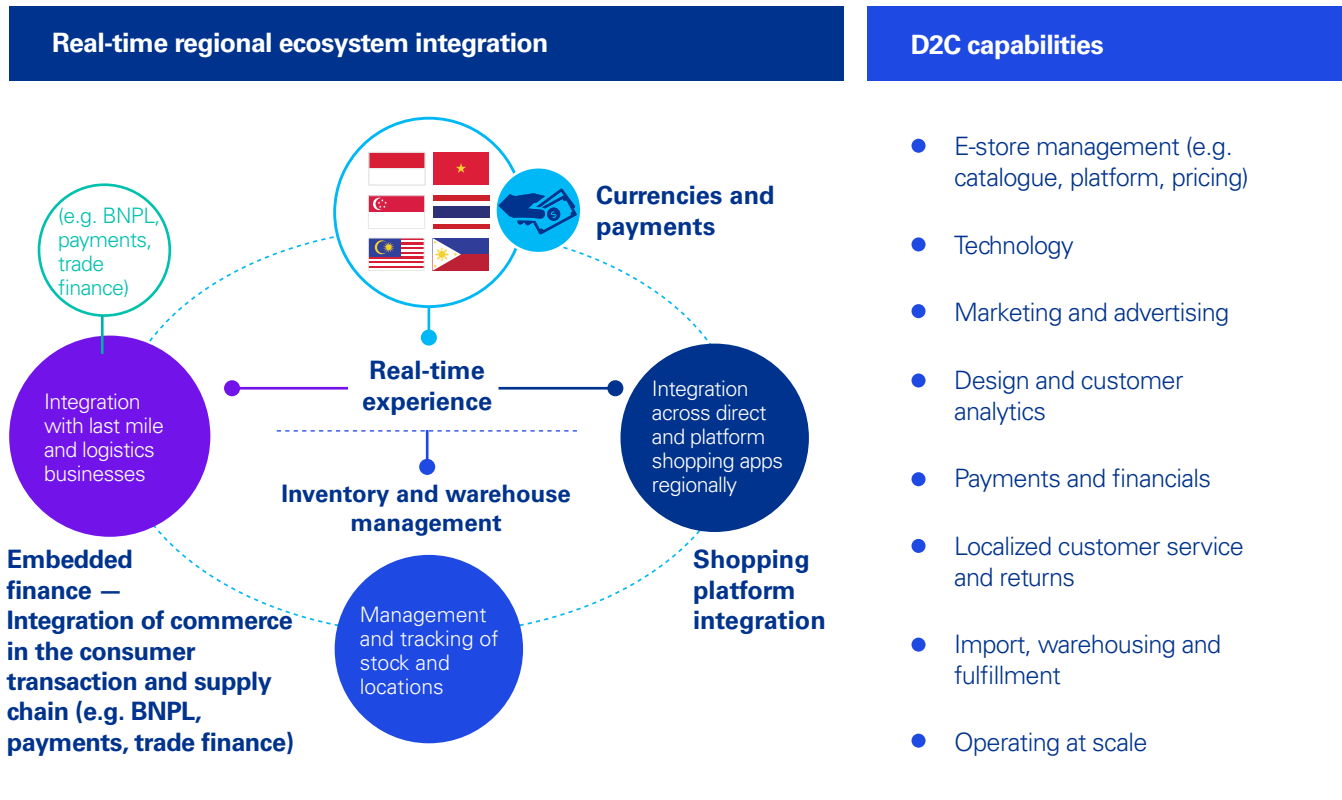 Real-time regional ecosystem integration
(e.g. BNPL,
payments,
trade
finance)
Currencies and
payments
Integration
with last mile
and logistics
businesses
Real-time
experience
Integration
across direct
and platform
shopping apps
regionally
Inventory and warehouse
management
Embedded
finance —
Integration of commerce
in the consumer
transaction and supply
chain (e.g. BNPL,
payments, trade finance)
Management
and tracking of
stock and
locations
Shopping
platform
integration
D2C capabilities
E-store management (e.g.
catalogue, platform, pricing)
Technology
Marketing and advertising
Design and customer
analytics
Payments and financials
Localized customer service
and returns
Import, warehousing and
fulfillment
Operating at scale